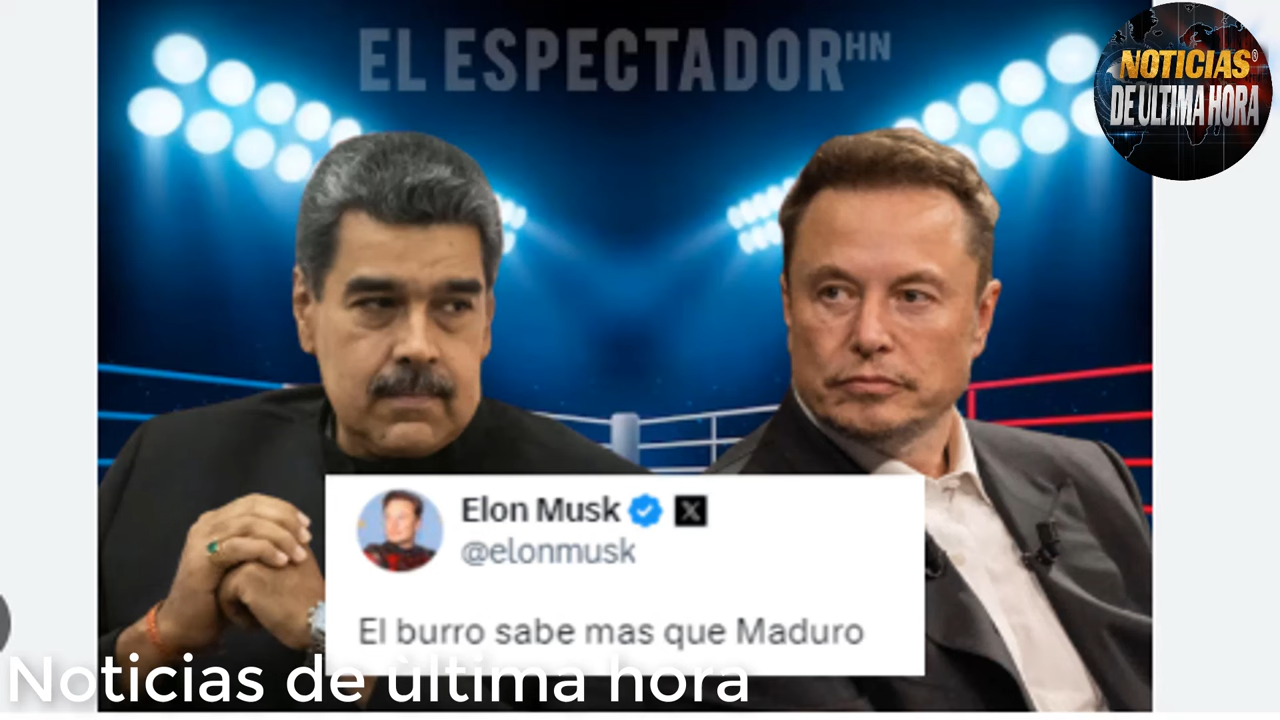 EL ESPECTADOR HN
NOTICIAS®
DE ULTIMA HORA
Elon Musk
@elonmusk
El burro sabe mas que Maduro
Noticias de ùltima hora